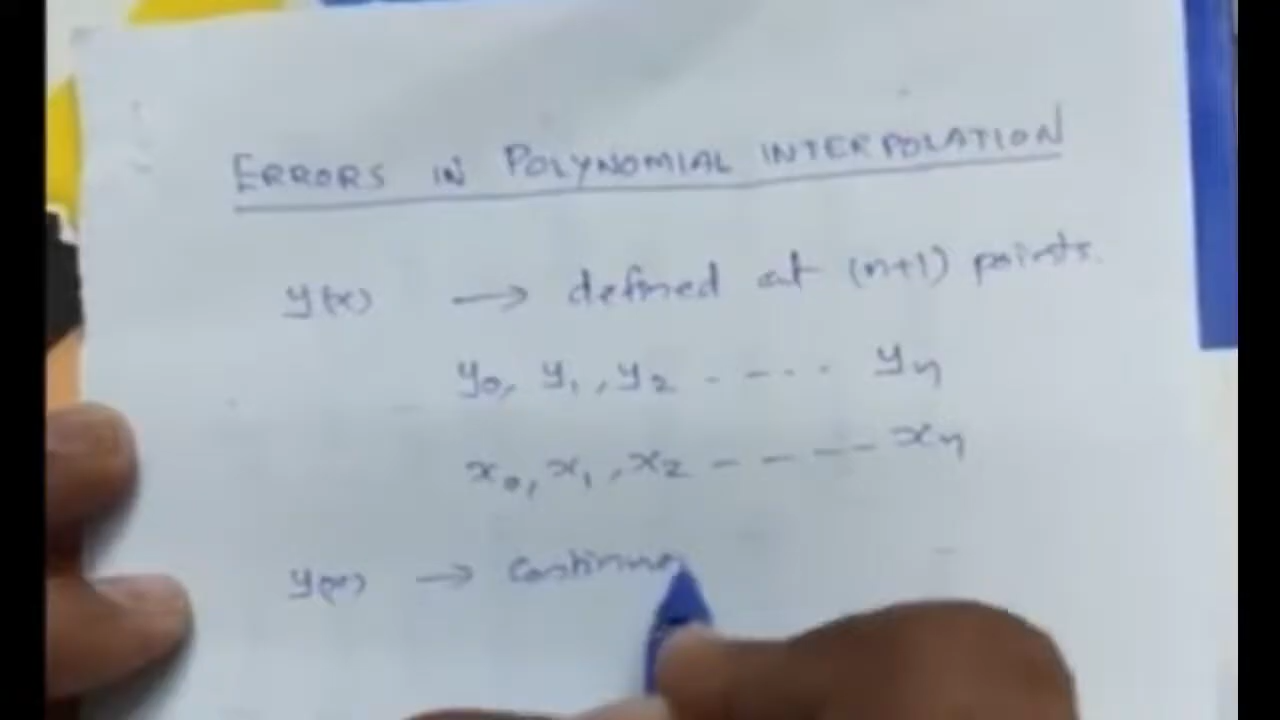 ERRORS IN POLYNOMIAL INTERPOLATION
y(x) → defined at (n+1) points.
y₀, y₁, y₂ - - - - yₙ
x₀, x₁, x₂ - - - - xₙ
y(x) → Continuo